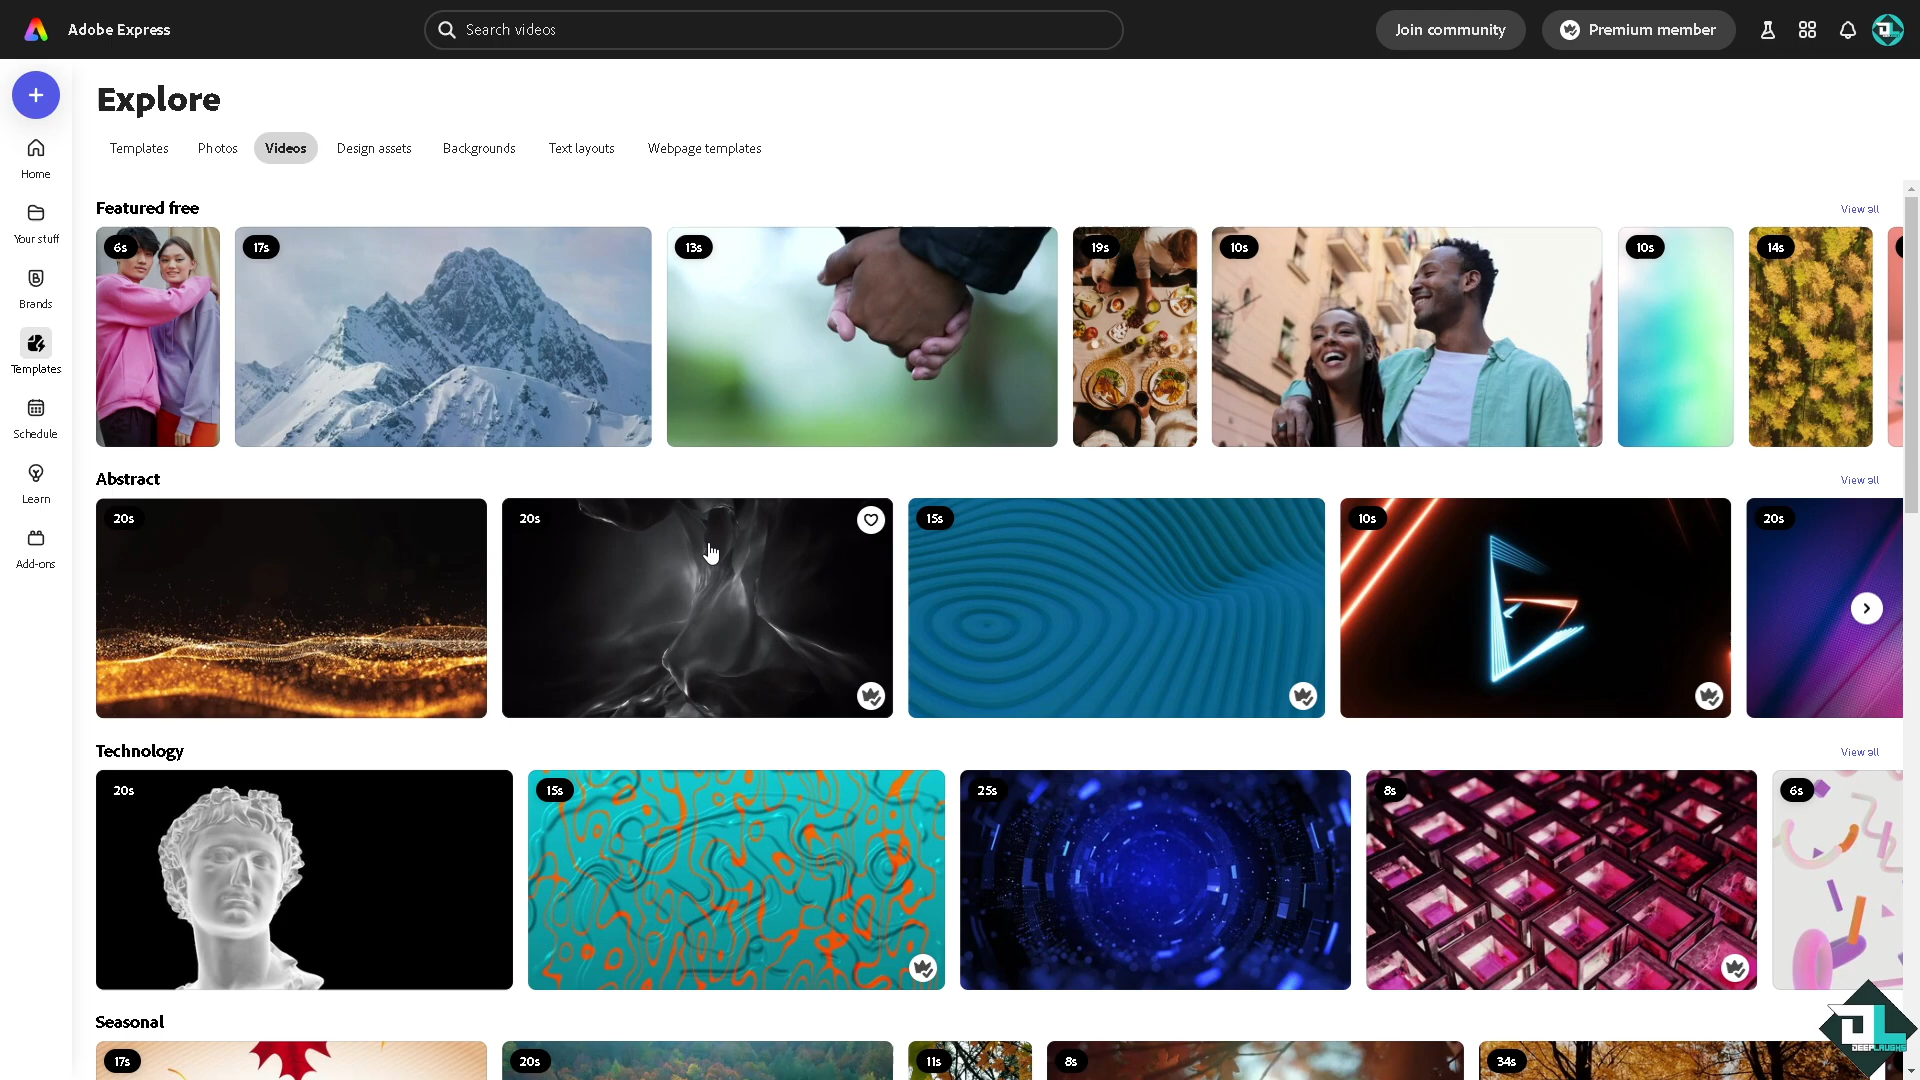 Adobe Express
Search videos
Join community
Premium member
Explore
Templates Photos Videos Design assets Backgrounds Text layouts Webpage templates
Home
Your stuff
Brands
Templates
Schedule
Learn
Add-ons
Featured free
View all
6s 17s 13s 19s 10s 10s 14s
Abstract
View all
20s 20s 15s 10s 20s
Technology
View all
20s 15s 25s 8s 6s
Seasonal
17s 20s 11s 8s 34s
DEEPLAUGHS